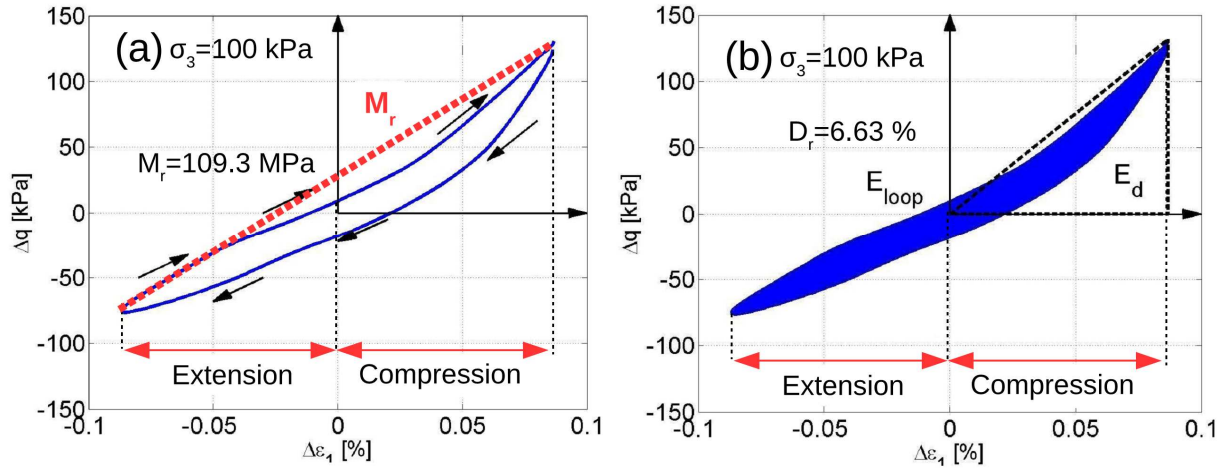 (a) σ3=100 kPa
Mr
Mr=109.3 MPa
Δq [kPa]
150
100
50
0
-50
-100
-150
Extension
Compression
-0.1
-0.05
0
0.05
0.1
Δε1 [%]
(b) σ3=100 kPa
Dr=6.63 %
Eloop
Ed
Δq [kPa]
150
100
50
0
-50
-100
-150
Extension
Compression
-0.1
-0.05
0
0.05
0.1
Δε1 [%]